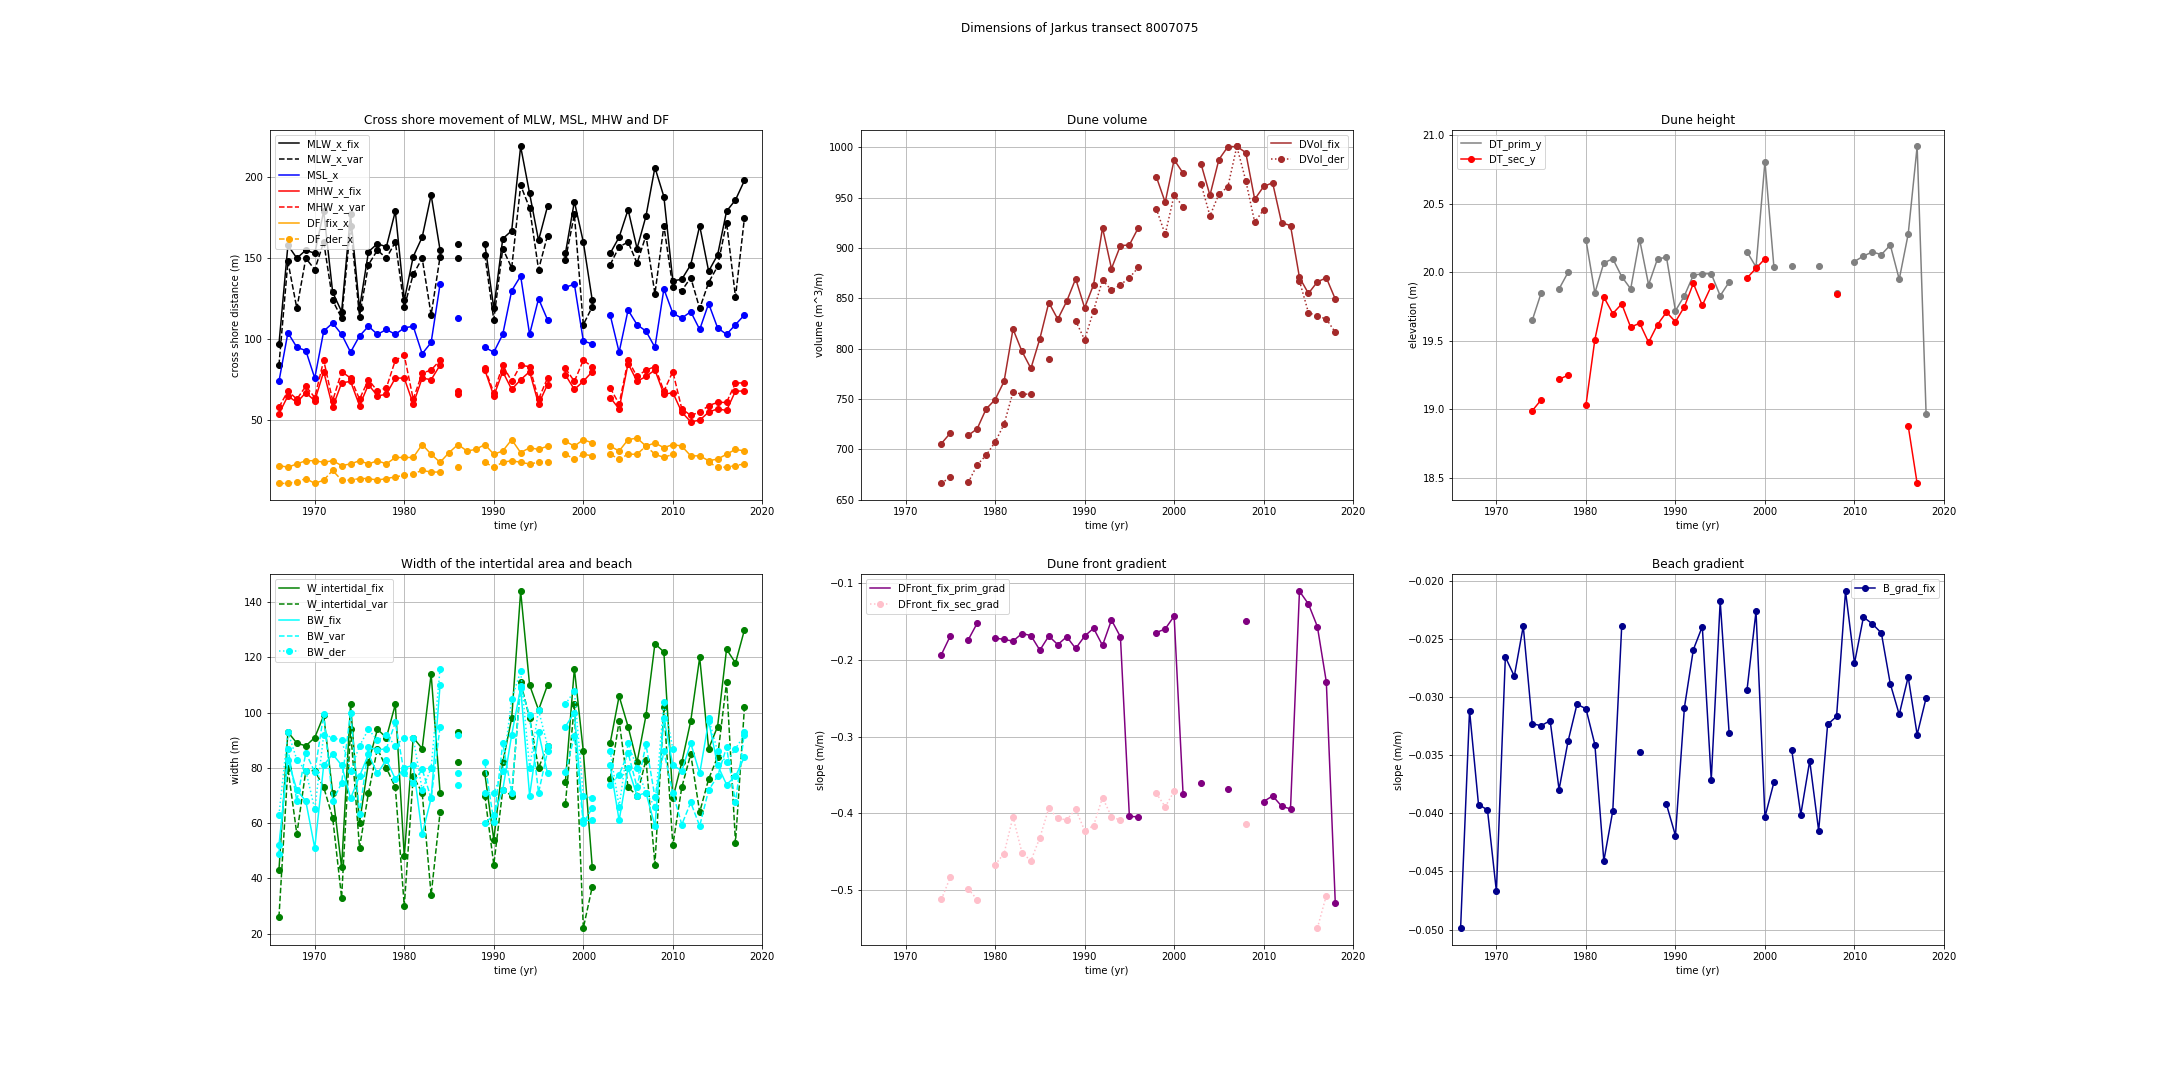 Dimensions of Jarkus transect 8007075
Cross shore movement of MLW, MSL, MHW and DF
MLW_x_fix
MLW_x_var
MSL_x
MHW_x_fix
MHW_x_var
DF_fix_x
DF_der_x
200
150
100
50
cross shore distance (m)
1970 1980 1990 2000 2010 2020
time (yr)
Dune volume
DVol_fix
DVol_der
1000
950
900
850
800
750
700
650
volume (m^3/m)
1970 1980 1990 2000 2010 2020
time (yr)
Dune height
DT_prim_y
DT_sec_y
21.0
20.5
20.0
19.5
19.0
18.5
elevation (m)
1970 1980 1990 2000 2010 2020
time (yr)
Width of the intertidal area and beach
W_intertidal_fix
W_intertidal_var
BW_fix
BW_var
BW_der
140
120
100
80
60
40
20
width (m)
1970 1980 1990 2000 2010 2020
time (yr)
Dune front gradient
DFront_fix_prim_grad
DFront_fix_sec_grad
−0.1
−0.2
−0.3
−0.4
−0.5
slope (m/m)
1970 1980 1990 2000 2010 2020
time (yr)
Beach gradient
B_grad_fix
−0.020
−0.025
−0.030
−0.035
−0.040
−0.045
−0.050
slope (m/m)
1970 1980 1990 2000 2010 2020
time (yr)